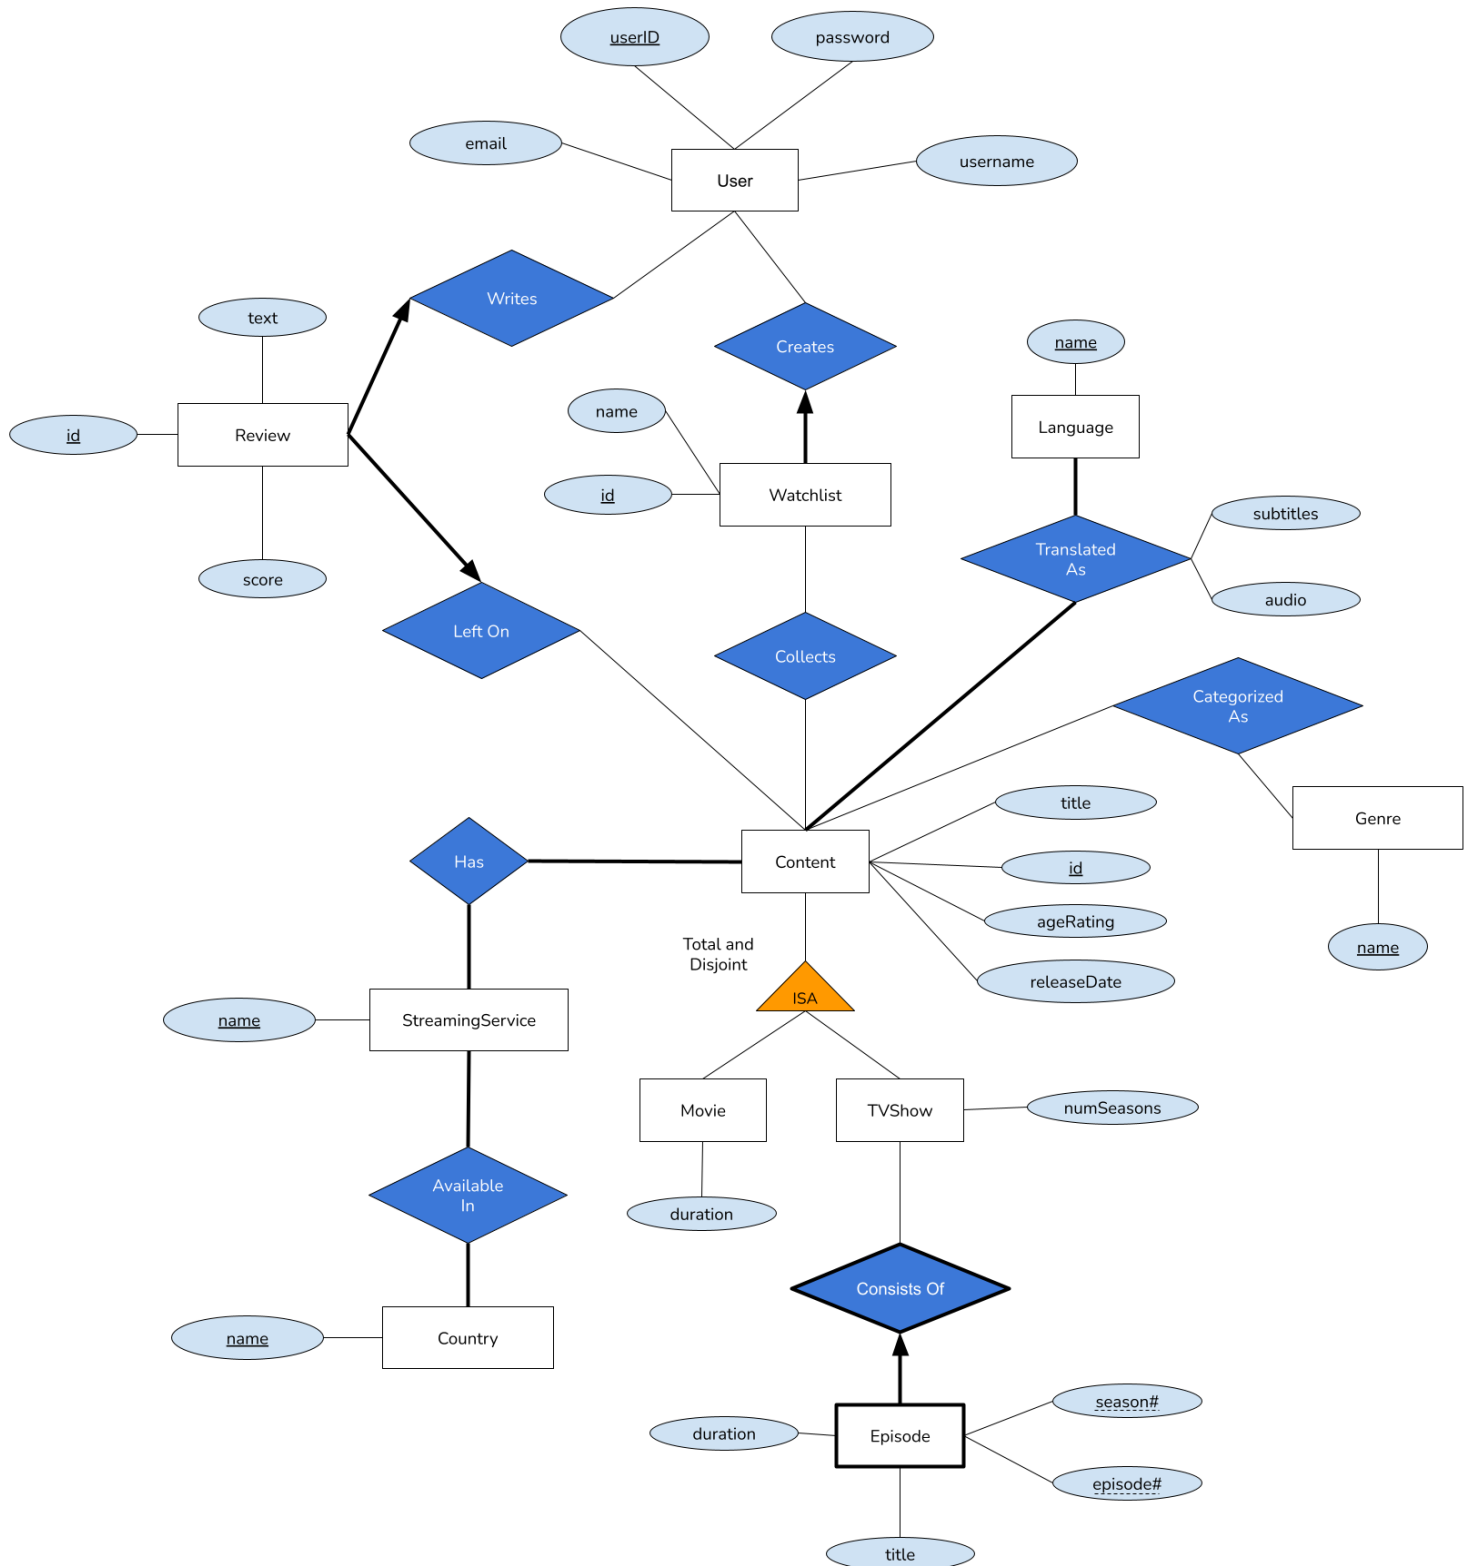 userID
password
email
username
User
Writes
text
Creates
name
name
Review
id
Language
Watchlist
id
subtitles
Translated
As
audio
score
Left On
Collects
Categorized
As
title
Genre
Has
Content
id
ageRating
name
Total and
Disjoint
releaseDate
ISA
name
StreamingService
Movie
TVShow
numSeasons
Available
In
duration
Consists Of
name
Country
season#
duration
Episode
episode#
title